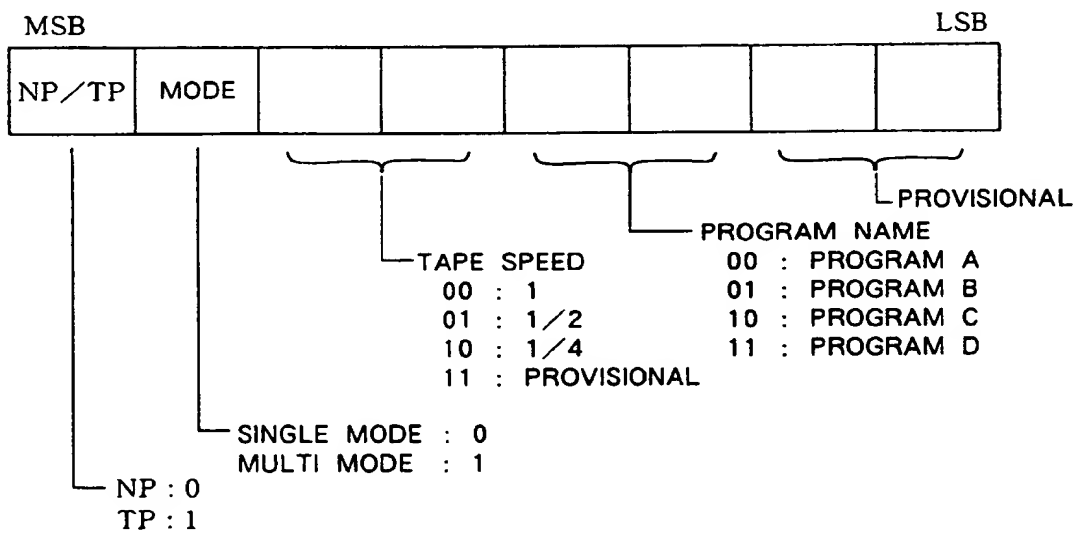 MSB
LSB
NP/TP
MODE
PROVISIONAL
PROGRAM NAME
00 : PROGRAM A
01 : PROGRAM B
10 : PROGRAM C
11 : PROGRAM D
TAPE SPEED
00 : 1
01 : 1/2
10 : 1/4
11 : PROVISIONAL
SINGLE MODE : 0
MULTI MODE : 1
NP : 0
TP : 1